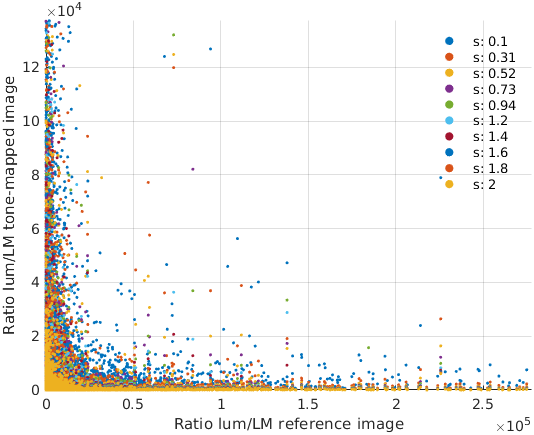 ×10⁴
12
10
8
6
4
2
0
Ratio lum/LM tone-mapped image
s: 0.1
s: 0.31
s: 0.52
s: 0.73
s: 0.94
s: 1.2
s: 1.4
s: 1.6
s: 1.8
s: 2
0 0.5 1 1.5 2 2.5
Ratio lum/LM reference image
×10⁵